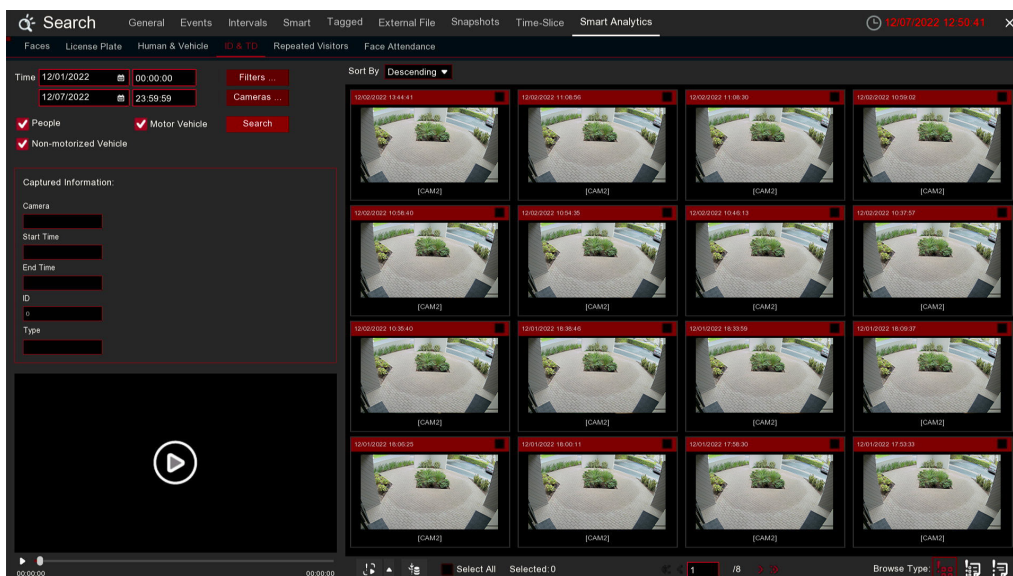 Search General Events Intervals Smart Tagged External File Snapshots Time-Slice Smart Analytics 12/07/2022 12:50:41
Faces License Plate Human & Vehicle ID & TD Repeated Visitors Face Attendance
Time 12/01/2022 00:00:00 Filters ...
12/07/2022 23:59:59 Cameras ...
People Motor Vehicle Search
Non-motorized Vehicle
Captured Information:
Camera
Start Time
End Time
ID
0
Type
00:00:00 00:00:00
Sort By Descending
12/02/2022 13:44:41 12/02/2022 11:08:56 12/02/2022 11:08:30 12/02/2022 10:59:02
[CAM2] [CAM2] [CAM2] [CAM2]
12/02/2022 10:58:40 12/02/2022 10:54:35 12/02/2022 10:46:13 12/02/2022 10:37:57
[CAM2] [CAM2] [CAM2] [CAM2]
12/02/2022 10:35:40 12/01/2022 18:38:46 12/01/2022 18:33:59 12/01/2022 18:09:37
[CAM2] [CAM2] [CAM2] [CAM2]
12/01/2022 18:06:25 12/01/2022 18:00:11 12/01/2022 17:58:30 12/01/2022 17:53:33
[CAM2] [CAM2] [CAM2] [CAM2]
Select All Selected:0 1 /8 Browse Type: